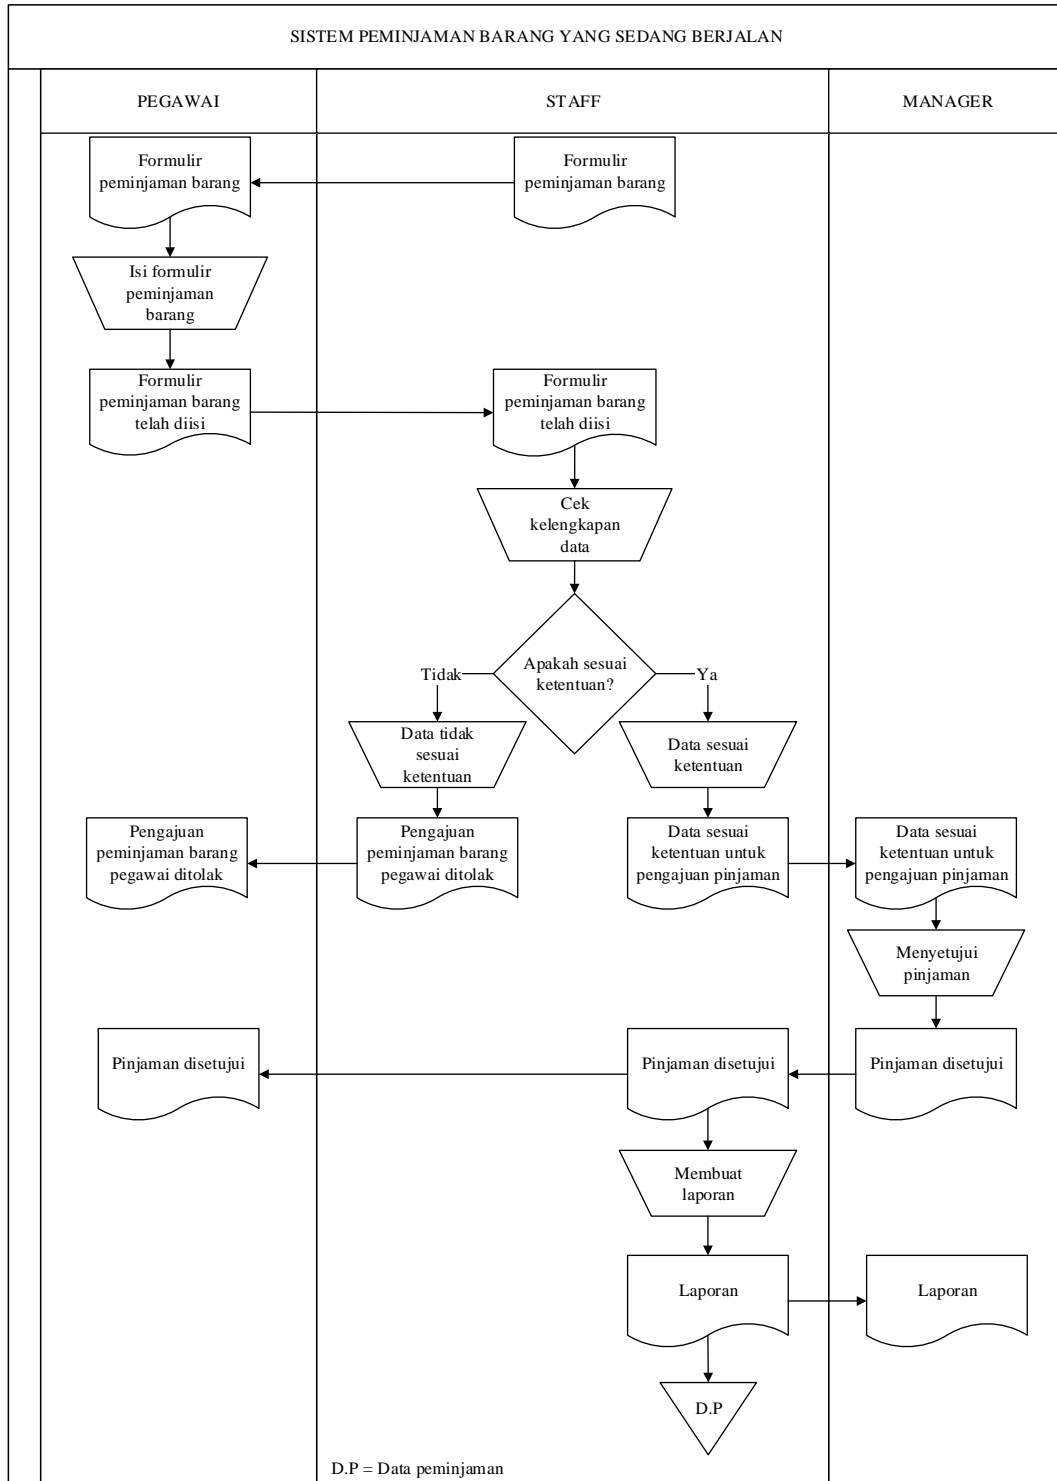 SISTEM PEMINJAMAN BARANG YANG SEDANG BERJALAN
PEGAWAI
STAFF
MANAGER
Formulir
peminjaman barang
Formulir
peminjaman barang
Isi formulir
peminjaman
barang
Formulir
peminjaman barang
telah diisi
Formulir
peminjaman barang
telah diisi
Cek
kelengkapan
data
Apakah sesuai
ketentuan?
Tidak
Ya
Data tidak
sesuai
ketentuan
Data sesuai
ketentuan
Pengajuan
peminjaman barang
pegawai ditolak
Pengajuan
peminjaman barang
pegawai ditolak
Data sesuai
ketentuan untuk
pengajuan pinjaman
Data sesuai
ketentuan untuk
pengajuan pinjaman
Menyetujui
pinjaman
Pinjaman disetujui
Pinjaman disetujui
Pinjaman disetujui
Membuat
laporan
Laporan
Laporan
D.P
D.P = Data peminjaman